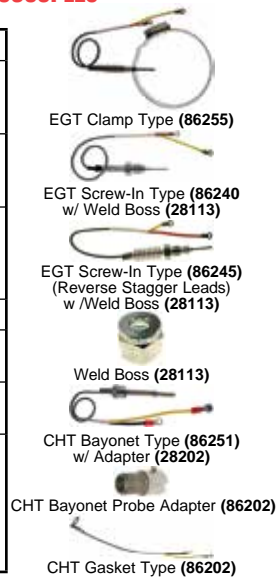 EGT Clamp Type (86255)
EGT Screw-In Type (86240
w/ Weld Boss (28113)
EGT Screw-In Type (86245)
(Reverse Stagger Leads)
w /Weld Boss (28113)
Weld Boss (28113)
CHT Bayonet Type (86251)
w/ Adapter (28202)
CHT Bayonet Probe Adapter (86202)
CHT Gasket Type (86202)